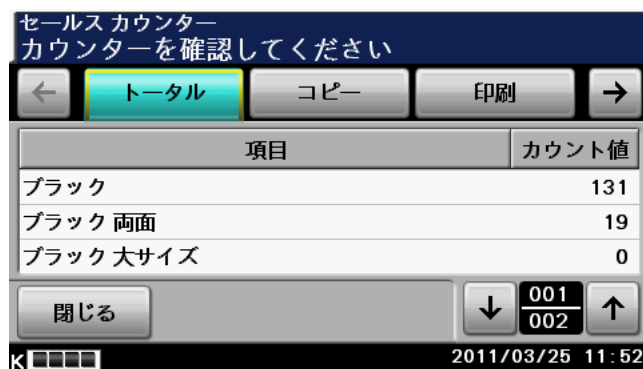 セールス カウンター
カウンターを確認してください
← トータル コピー 印刷 →
項目 カウント値
ブラック 131
ブラック 両面 19
ブラック 大サイズ 0
閉じる ↓ 001 ↑
002
K 2011/03/25 11:52